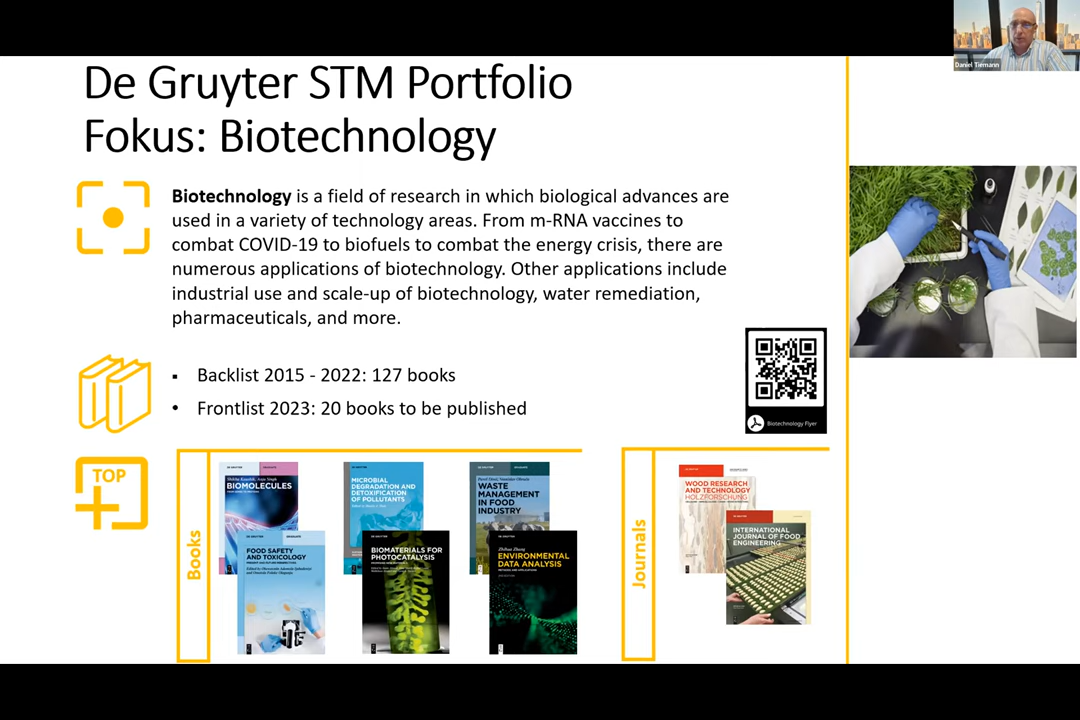 Daniel Tiemann
De Gruyter STM Portfolio
Fokus: Biotechnology
Biotechnology is a field of research in which biological advances are
used in a variety of technology areas. From m-RNA vaccines to
combat COVID-19 to biofuels to combat the energy crisis, there are
numerous applications of biotechnology. Other applications include
industrial use and scale-up of biotechnology, water remediation,
pharmaceuticals, and more.
▪ Backlist 2015 - 2022: 127 books
• Frontlist 2023: 20 books to be published
Biotechnology Flyer
TOP
Books
BIOMOLECULES
MICROBIAL
DEGRADATION AND
DETOXIFICATION
OF POLLUTANTS
WASTE
MANAGEMENT
IN FOOD
INDUSTRY
FOOD SAFETY
AND TOXICOLOGY
BIOMATERIALS FOR
PHOTOCATALYSIS
Zhihua Zhang
ENVIRONMENTAL
DATA ANALYSIS
Journals
WOOD RESEARCH
AND TECHNOLOGY
HOLZFORSCHUNG
INTERNATIONAL
JOURNAL OF FOOD
ENGINEERING